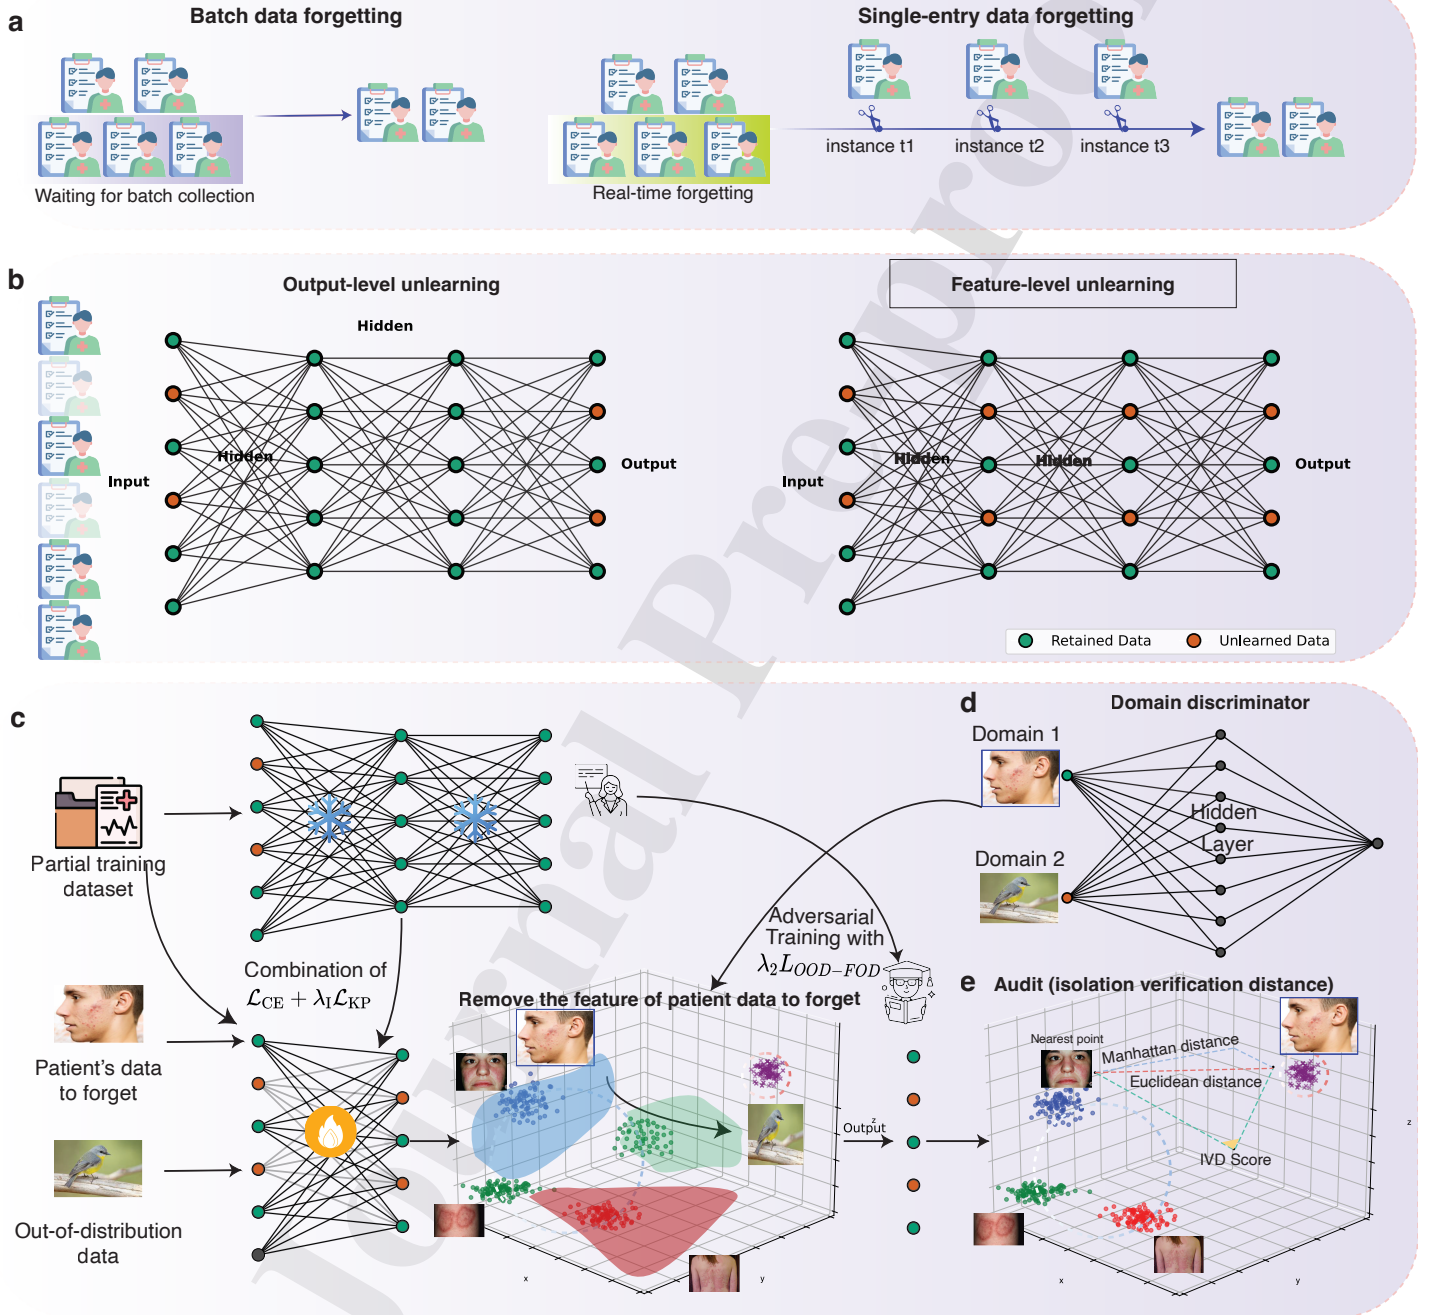 a
Batch data forgetting
Single-entry data forgetting
instance t1
instance t2
instance t3
Waiting for batch collection
Real-time forgetting
b
Output-level unlearning
Feature-level unlearning
Hidden
Hidden
Input
Output
Hidden
Hidden
Input
Output
Retained Data
Unlearned Data
c
Partial training
dataset
Combination of
ℒCE + λIℒKP
Patient's data
to forget
Out-of-distribution
data
Adversarial
Training with
λ2LOOD−FOD
Remove the feature of patient data to forget
x
y
z
Output
d
Domain discriminator
Domain 1
Domain 2
Hidden
Layer
e
Audit (isolation verification distance)
Nearest point
Manhattan distance
Euclidean distance
IVD Score
x
y
z
Journal Pre-proof